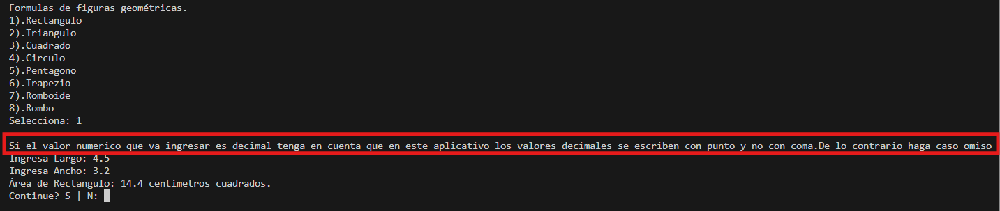 Formulas de figuras geométricas.
1).Rectangulo
2).Triangulo
3).Cuadrado
4).Circulo
5).Pentagono
6).Trapezio
7).Romboide
8).Rombo
Selecciona: 1
Si el valor numerico que va ingresar es decimal tenga en cuenta que en este aplicativo los valores decimales se escriben con punto y no con coma.De lo contrario haga caso omiso
Ingresa Largo: 4.5
Ingresa Ancho: 3.2
Área de Rectangulo: 14.4 centimetros cuadrados.
Continue? S | N: